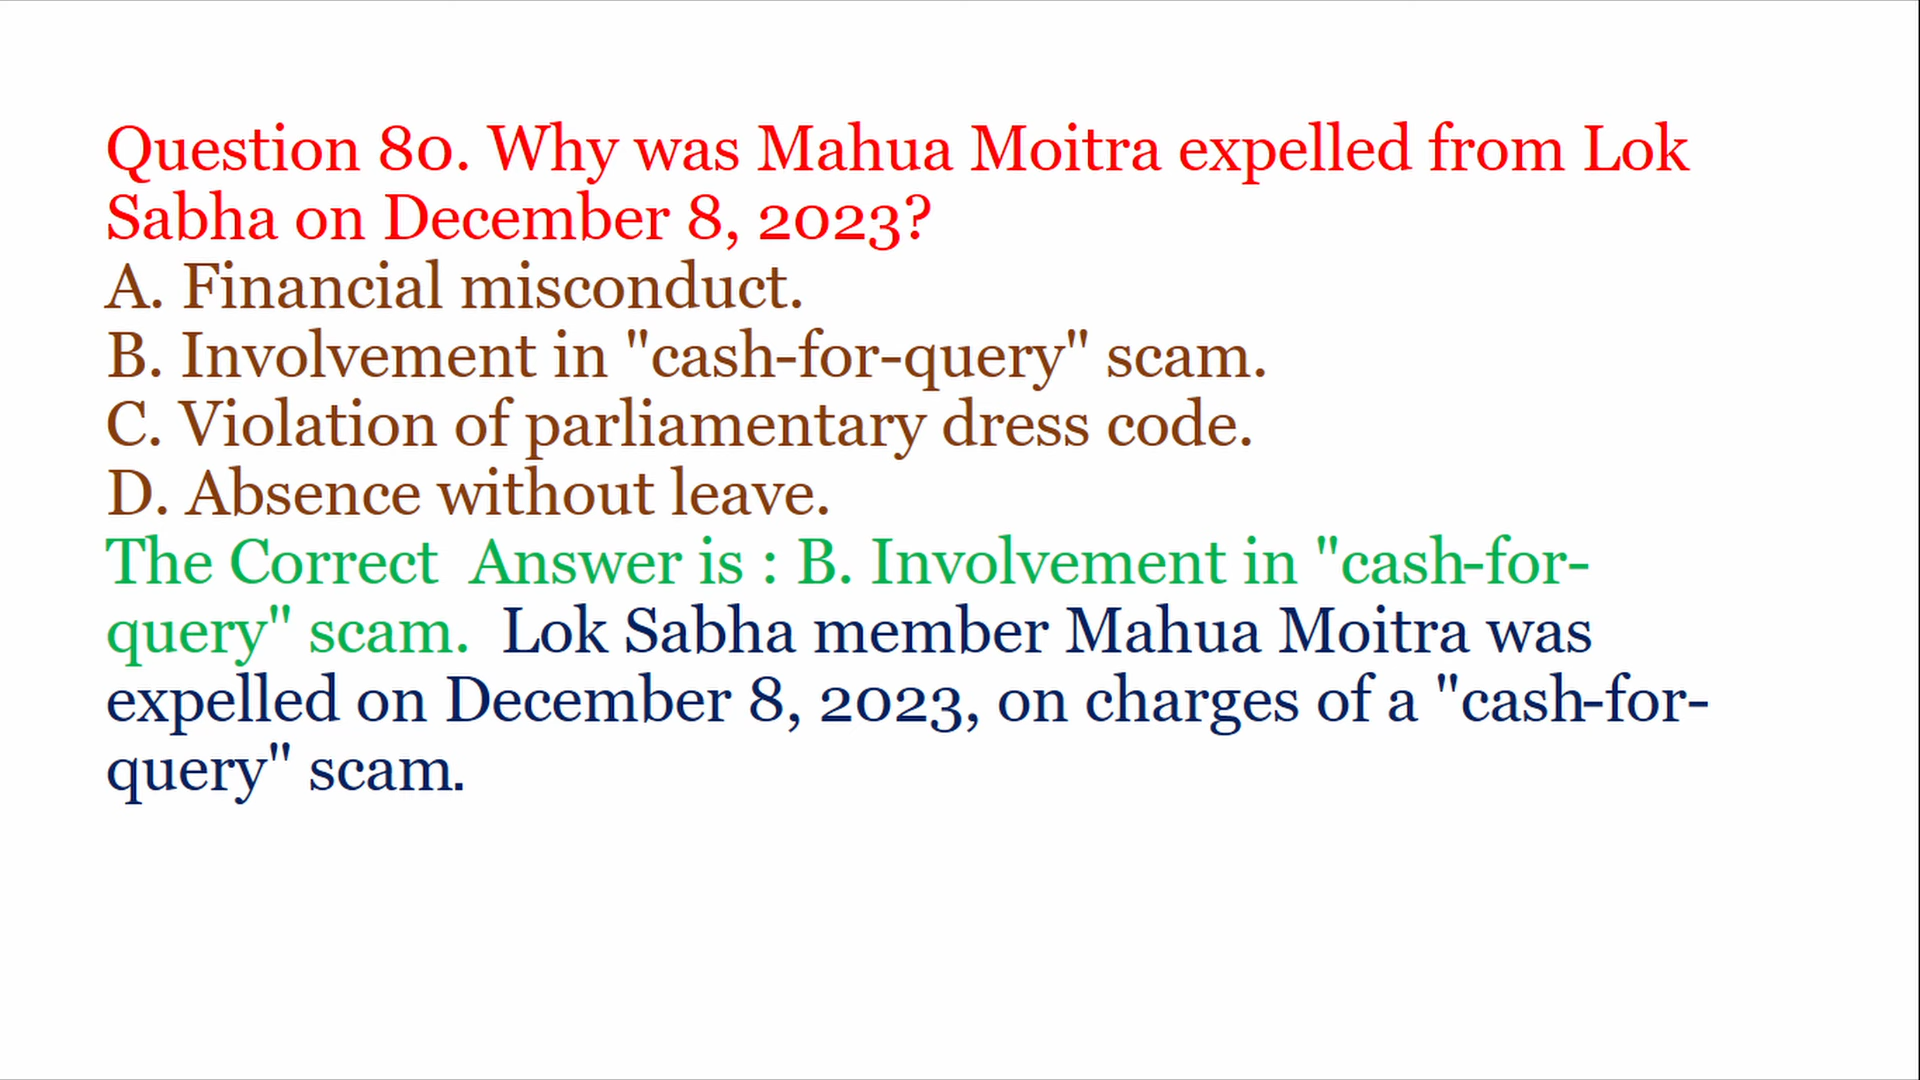 Question 80. Why was Mahua Moitra expelled from Lok
Sabha on December 8, 2023?
A. Financial misconduct.
B. Involvement in "cash-for-query" scam.
C. Violation of parliamentary dress code.
D. Absence without leave.
The Correct  Answer is : B. Involvement in "cash-for-
query" scam.  Lok Sabha member Mahua Moitra was
expelled on December 8, 2023, on charges of a "cash-for-
query" scam.